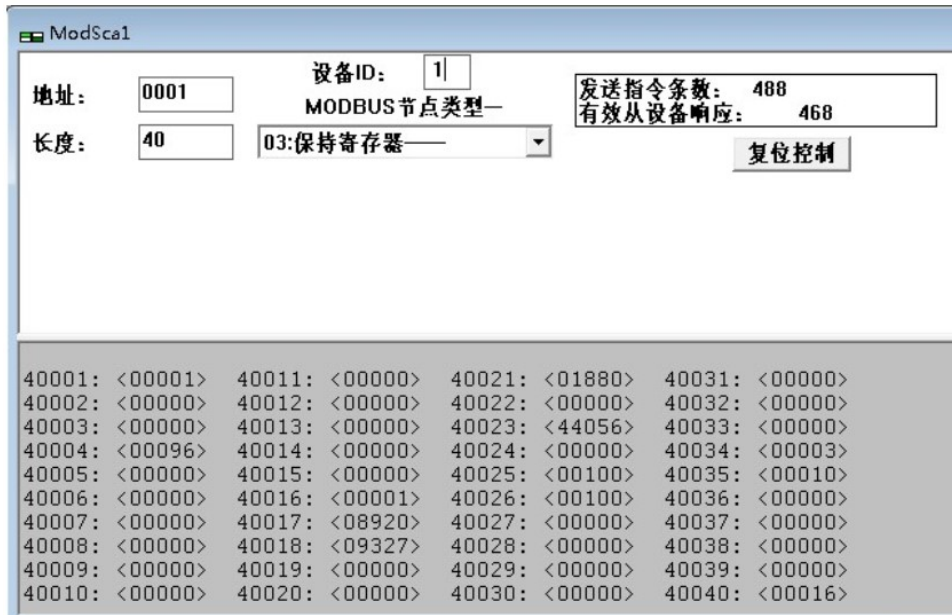 ModSca1
地址： 0001
设备ID： 1
MODBUS节点类型—
长度： 40
03:保持寄存器——
发送指令条数： 488
有效从设备响应： 468
复位控制
40001: <00001> 40011: <00000> 40021: <01880> 40031: <00000>
40002: <00000> 40012: <00000> 40022: <00000> 40032: <00000>
40003: <00000> 40013: <00000> 40023: <44056> 40033: <00000>
40004: <00096> 40014: <00000> 40024: <00000> 40034: <00003>
40005: <00000> 40015: <00000> 40025: <00100> 40035: <00010>
40006: <00000> 40016: <00001> 40026: <00100> 40036: <00000>
40007: <00000> 40017: <08920> 40027: <00000> 40037: <00000>
40008: <00000> 40018: <09327> 40028: <00000> 40038: <00000>
40009: <00000> 40019: <00000> 40029: <00000> 40039: <00000>
40010: <00000> 40020: <00000> 40030: <00000> 40040: <00016>